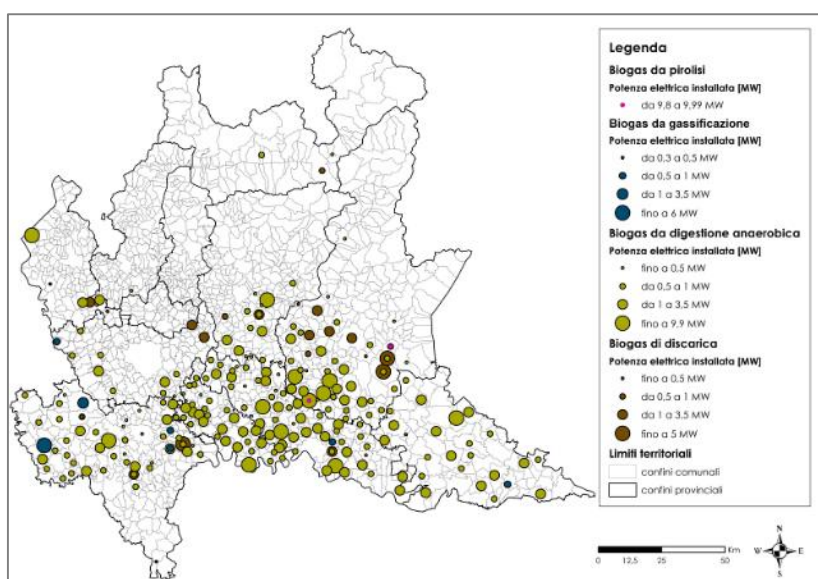 Legenda
Biogas da pirolisi
Potenza elettrica installata [MW]
da 9,8 a 9,99 MW
Biogas da gassificazione
Potenza elettrica installata [MW]
da 0,3 a 0,5 MW
da 0,5 a 1 MW
da 1 a 3,5 MW
fino a 6 MW
Biogas da digestione anaerobica
Potenza elettrica installata [MW]
fino a 0,5 MW
da 0,5 a 1 MW
da 1 a 3,5 MW
fino a 9,9 MW
Biogas di discarica
Potenza elettrica installata [MW]
fino a 0,5 MW
da 0,5 a 1 MW
da 1 a 3,5 MW
fino a 5 MW
Limiti territoriali
confini comunali
confini provinciali
0 12,5 25 50 Km
N
W E
S